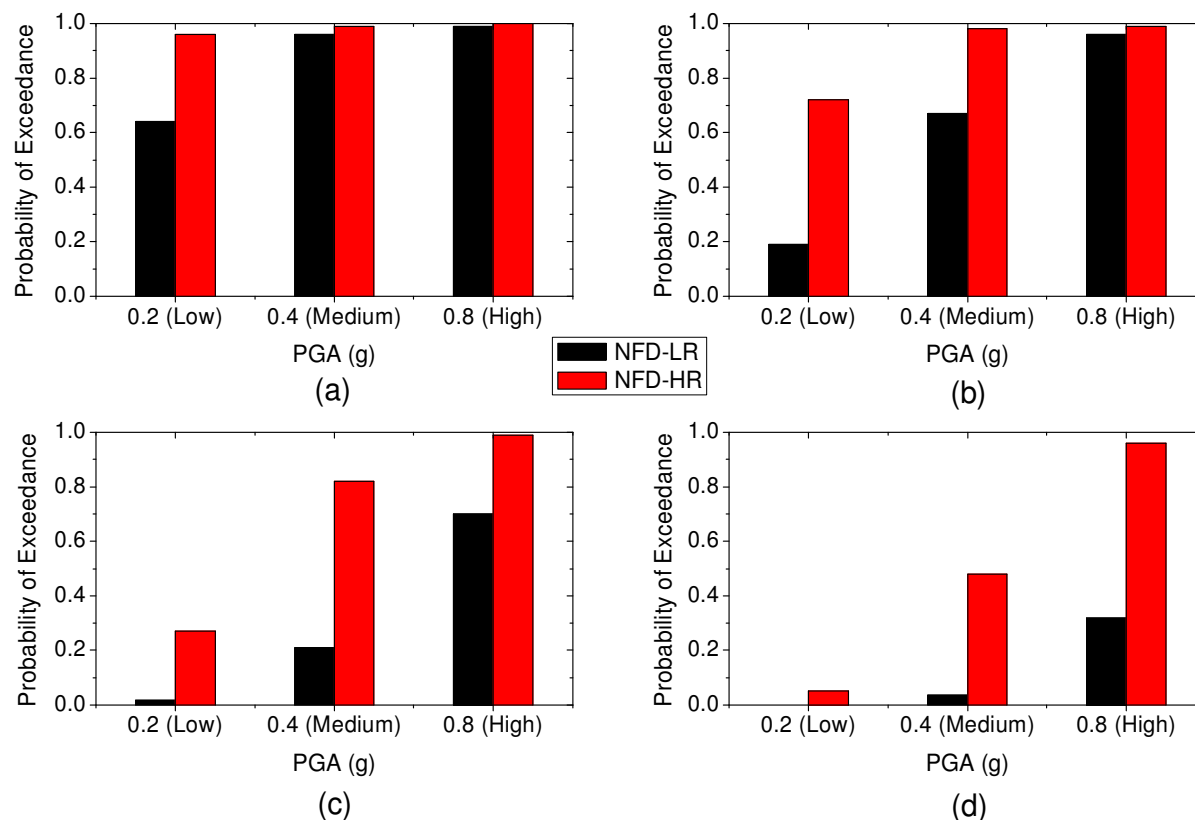 Probability of Exceedance
1.0
0.8
0.6
0.4
0.2
0.0
0.2 (Low) 0.4 (Medium) 0.8 (High)
PGA (g)
(a)
Probability of Exceedance
1.0
0.8
0.6
0.4
0.2
0.0
0.2 (Low) 0.4 (Medium) 0.8 (High)
PGA (g)
(b)
NFD-LR
NFD-HR
Probability of Exceedance
1.0
0.8
0.6
0.4
0.2
0.0
0.2 (Low) 0.4 (Medium) 0.8 (High)
PGA (g)
(c)
Probability of Exceedance
1.0
0.8
0.6
0.4
0.2
0.0
0.2 (Low) 0.4 (Medium) 0.8 (High)
PGA (g)
(d)